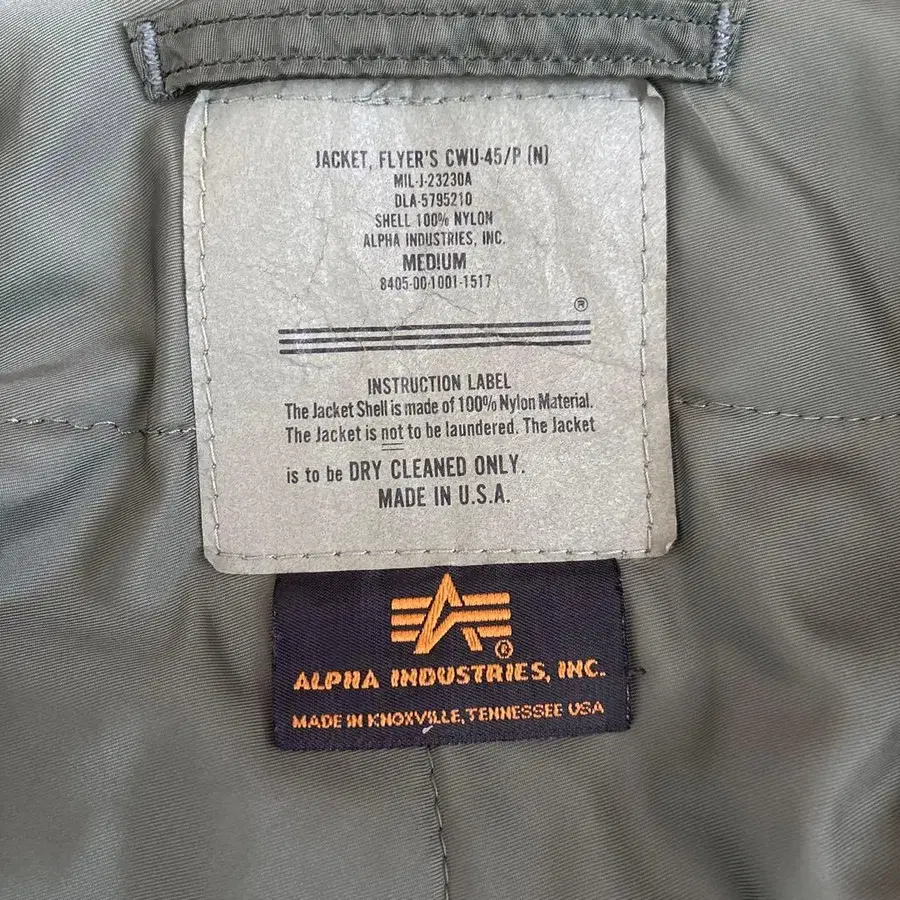 JACKET, FLYER'S CWU-45/P (N)
MIL-J-23230A
DLA-5795210
SHELL 100% NYLON
ALPHA INDUSTRIES, INC.
MEDIUM
8405-00-1001-1517
®
INSTRUCTION LABEL
The Jacket Shell is made of 100% Nylon Material.
The Jacket is not to be laundered. The Jacket
is to be DRY CLEANED ONLY.
MADE IN U.S.A.
®
ALPHA INDUSTRIES, INC.
MADE IN KNOXVILLE, TENNESSEE USA